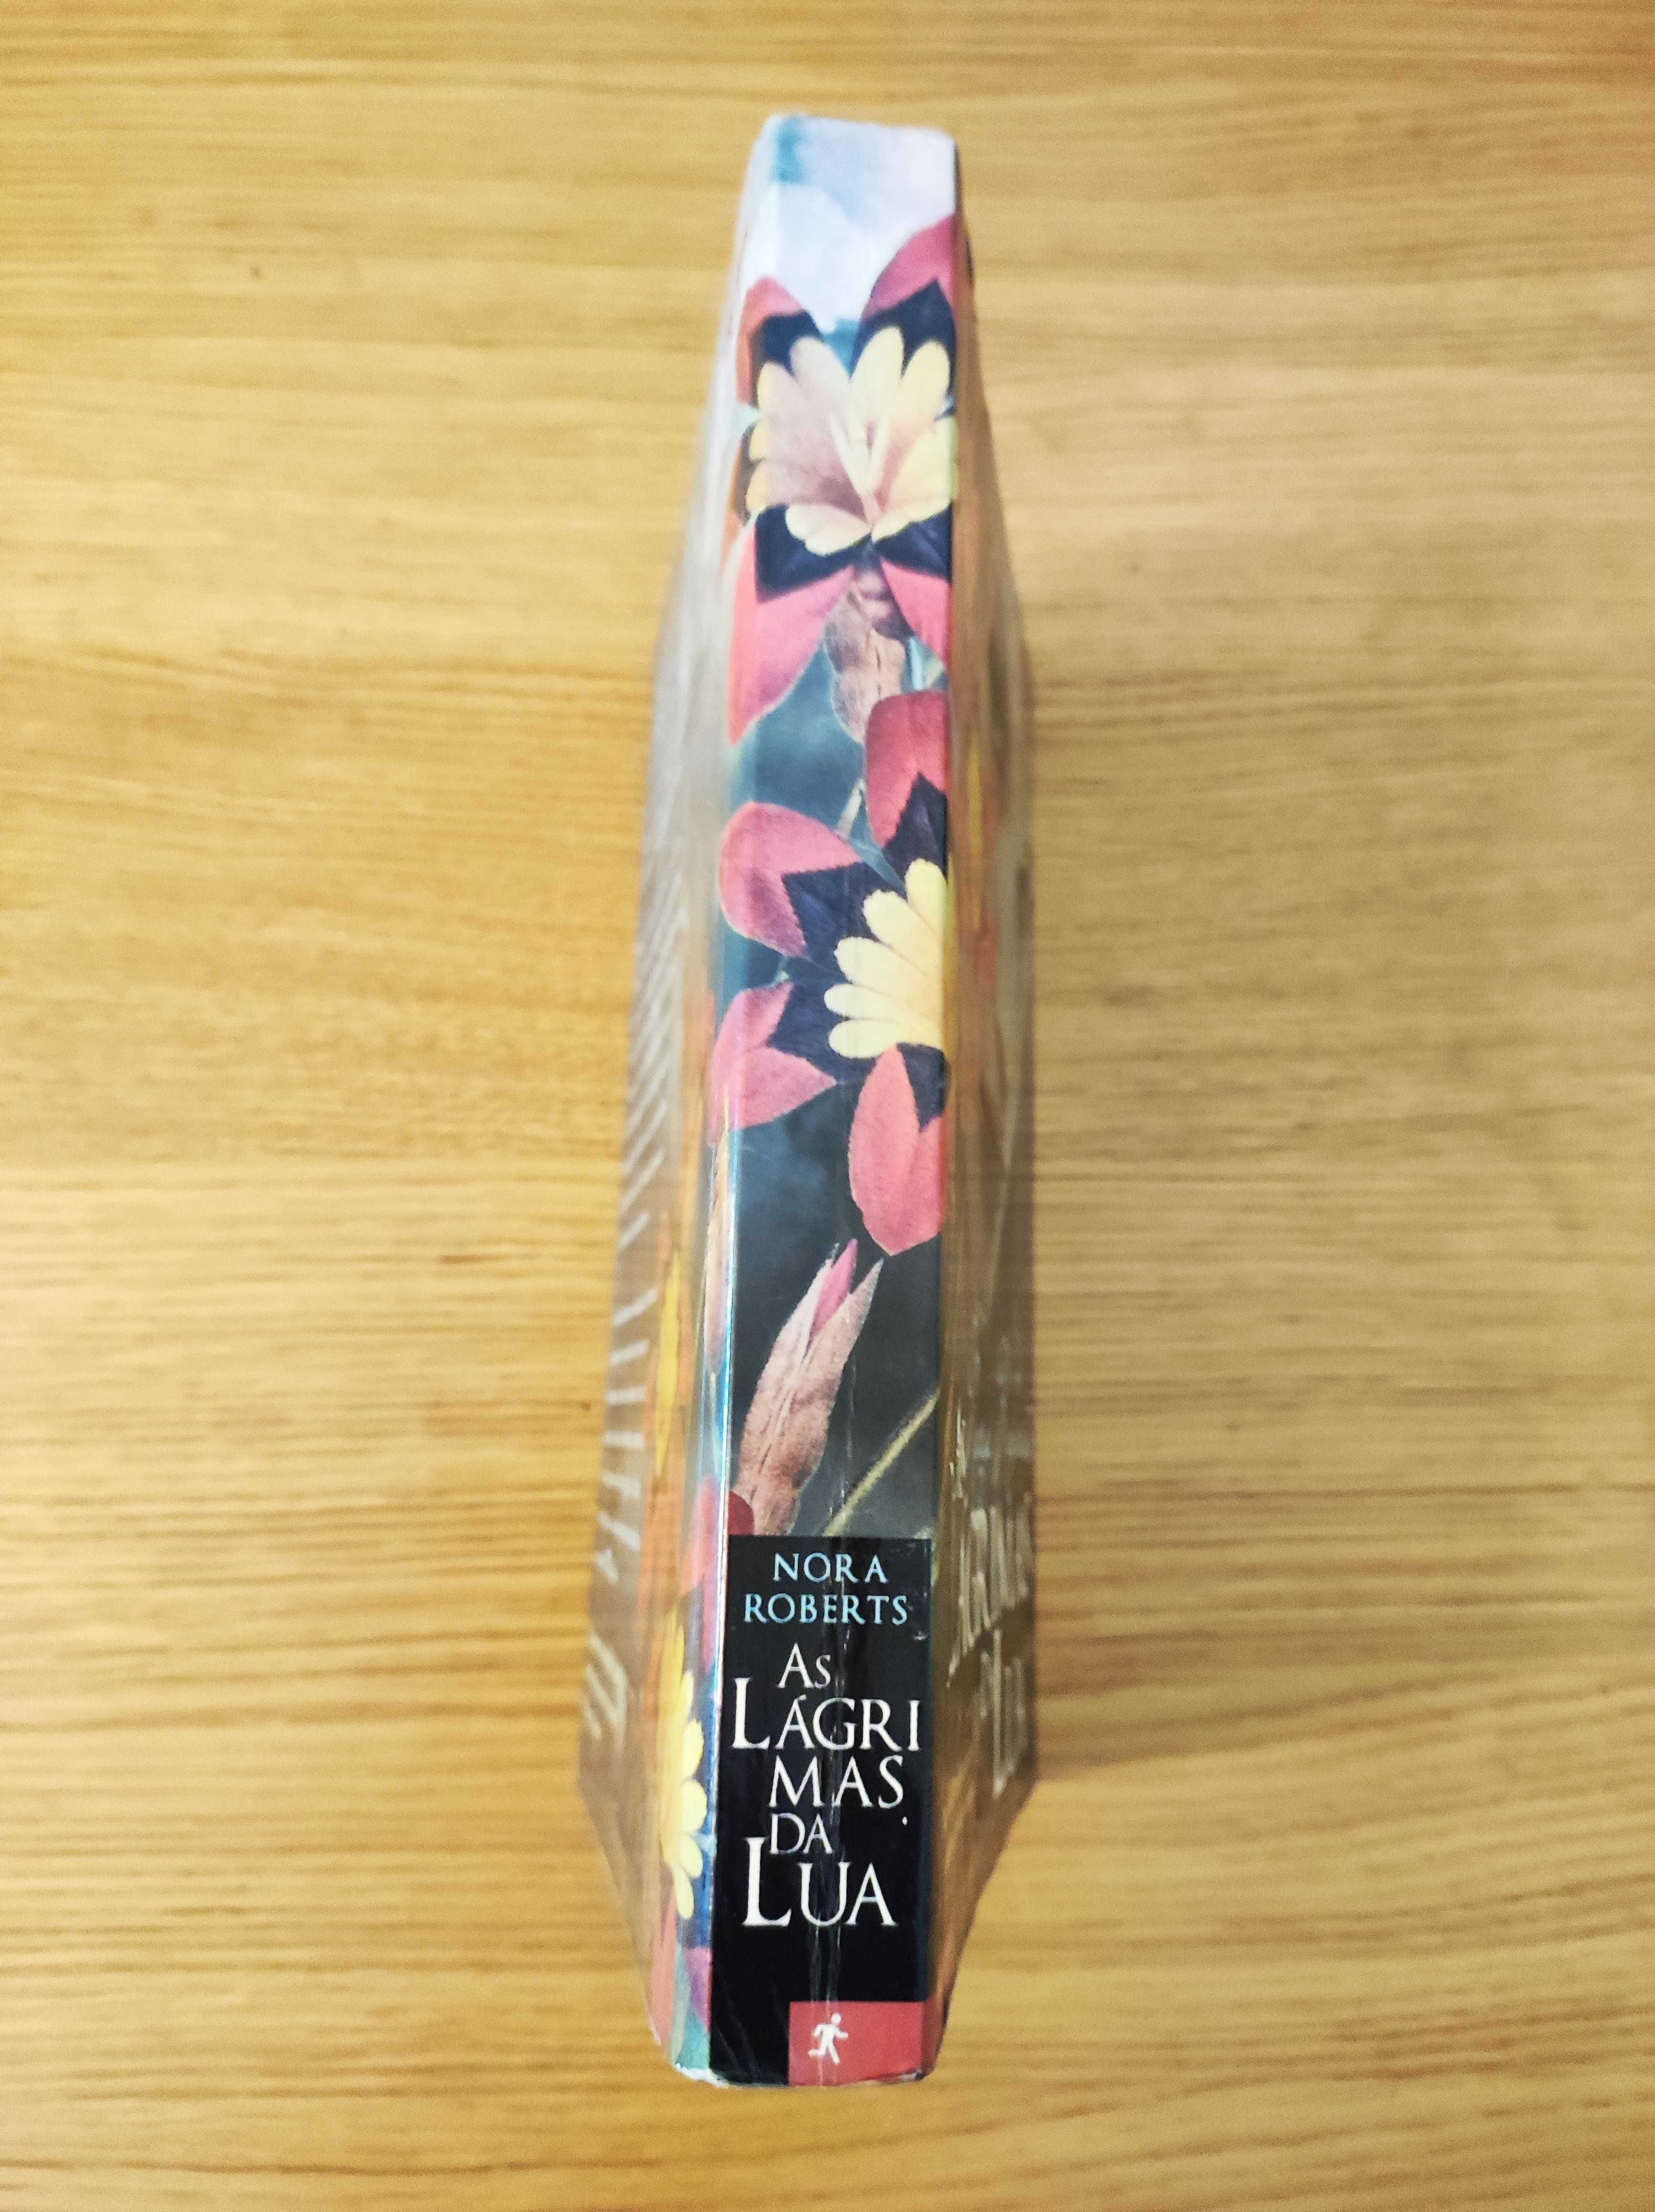 NORA
ROBERTS
AS
LÁGRI
MAS
DA
LUA